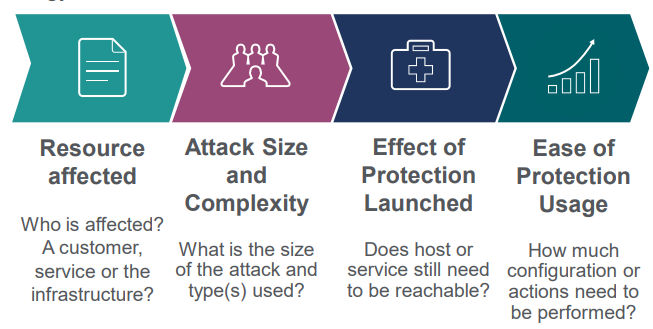 Resource
affected
Who is affected?
A customer,
service or the
infrastructure?
Attack Size
and
Complexity
What is the size
of the attack and
type(s) used?
Effect of
Protection
Launched
Does host or
service still need
to be reachable?
Ease of
Protection
Usage
How much
configuration or
actions need to
be performed?